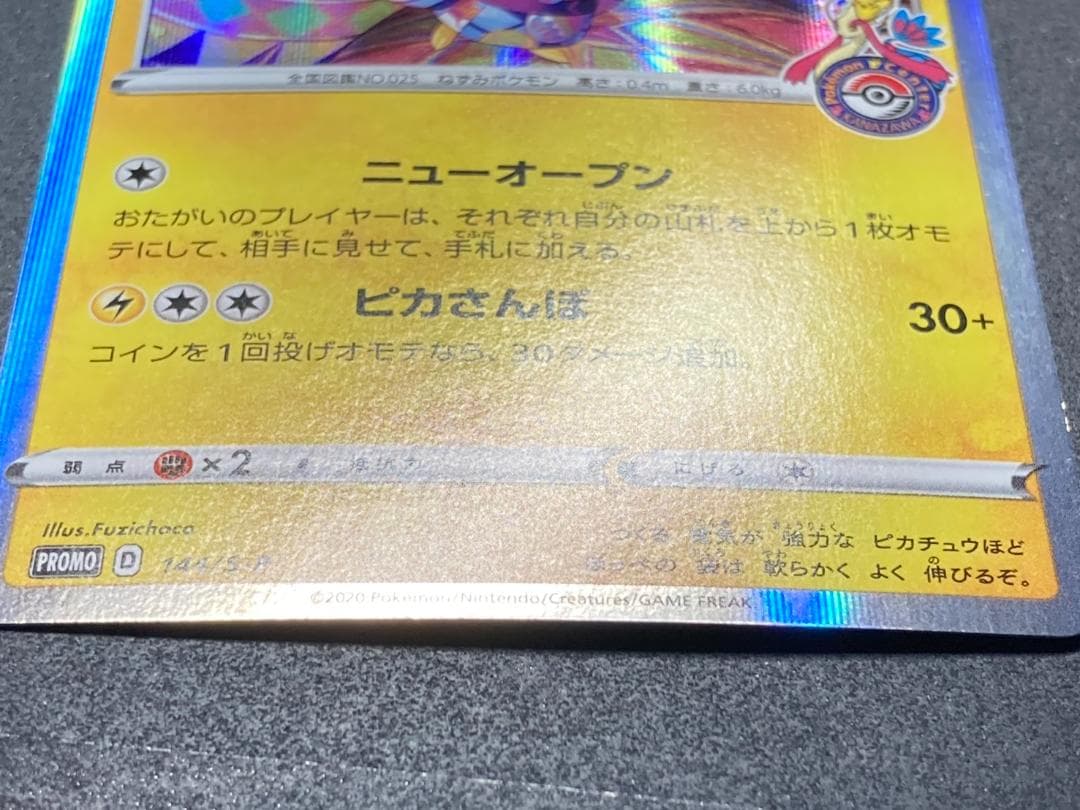 全国図鑑NO.025 ねずみポケモン 高さ:0.4m 重さ:6.0kg
Pokémon Center
KANAZAWA
ニューオープン
おたがいのプレイヤーは、それぞれ自分の山札を上から1枚オモ
テにして、相手に見せて、手札に加える。
ピカさんぽ 30+
コインを1回投げオモテなら、30ダメージ追加。
弱点 ×2 抵抗力 にげる
Illus.Fuzichoco
PROMO D 144/S-P
つくる 電気が 強力な ピカチュウほど
ほっぺの 袋は 軟らかく よく 伸びるぞ。
©2020 Pokémon/Nintendo/Creatures/GAME FREAK